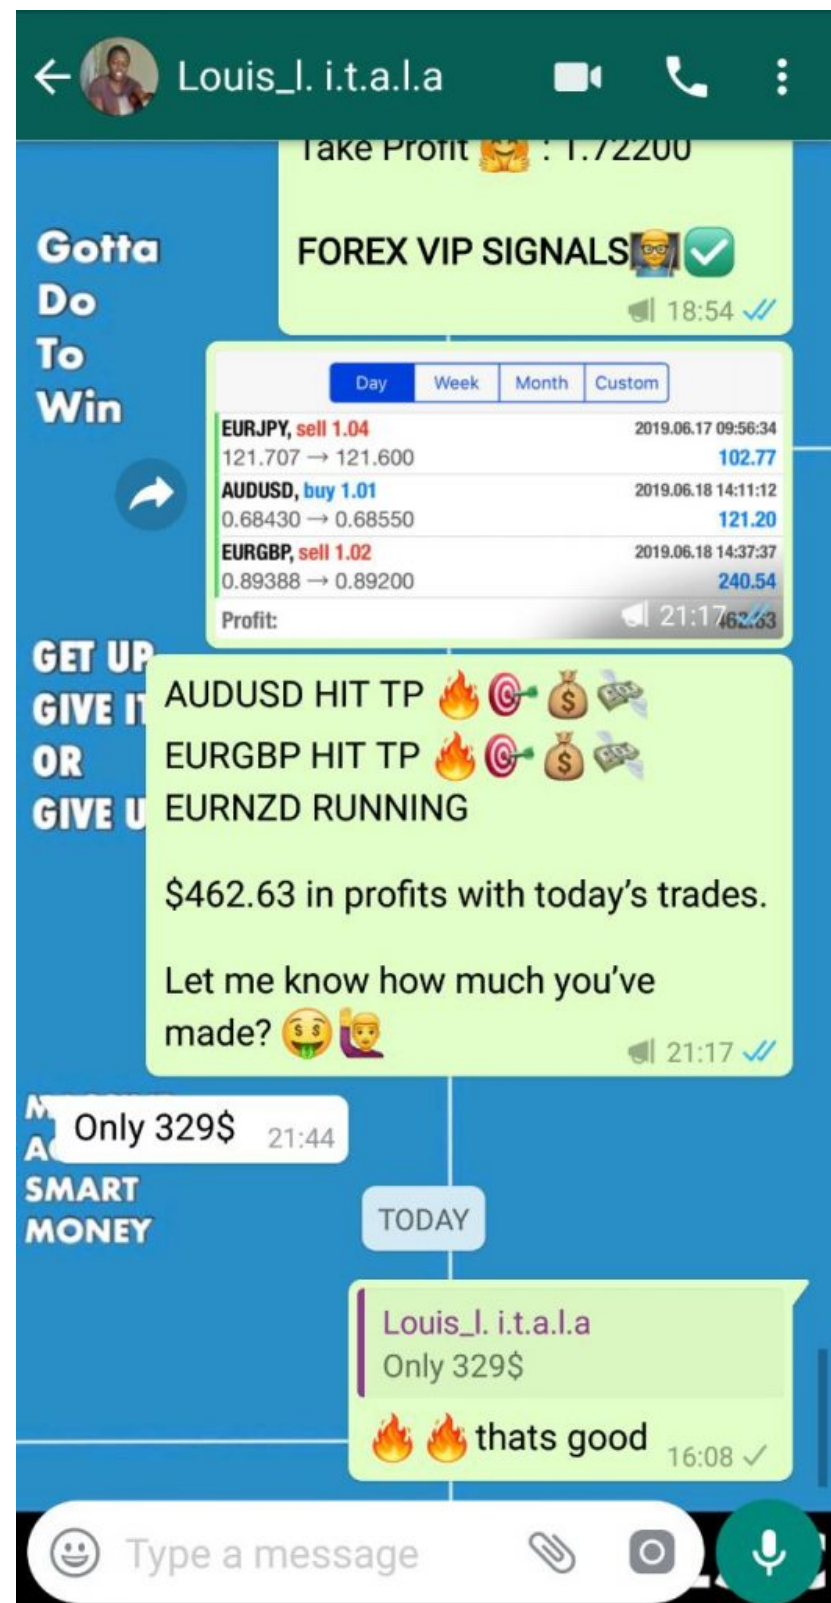 Louis_l. i.t.a.l.a
Take Profit 🤗 : 1.72200
FOREX VIP SIGNALS👨‍🏫✅
18:54
Gotta
Do
To
Win
Day Week Month Custom
EURJPY, sell 1.04 2019.06.17 09:56:34
121.707 → 121.600 102.77
AUDUSD, buy 1.01 2019.06.18 14:11:12
0.68430 → 0.68550 121.20
EURGBP, sell 1.02 2019.06.18 14:37:37
0.89388 → 0.89200 240.54
Profit:
21:17
GET UP
GIVE IT
OR
GIVE U
AUDUSD HIT TP 🔥🎯💰💸
EURGBP HIT TP 🔥🎯💰💸
EURNZD RUNNING
$462.63 in profits with today’s trades.
Let me know how much you’ve
made? 🤑🙋‍♂️
21:17
Only 329$ 21:44
SMART
MONEY
TODAY
Louis_l. i.t.a.l.a
Only 329$
🔥 🔥 thats good 16:08
Type a message